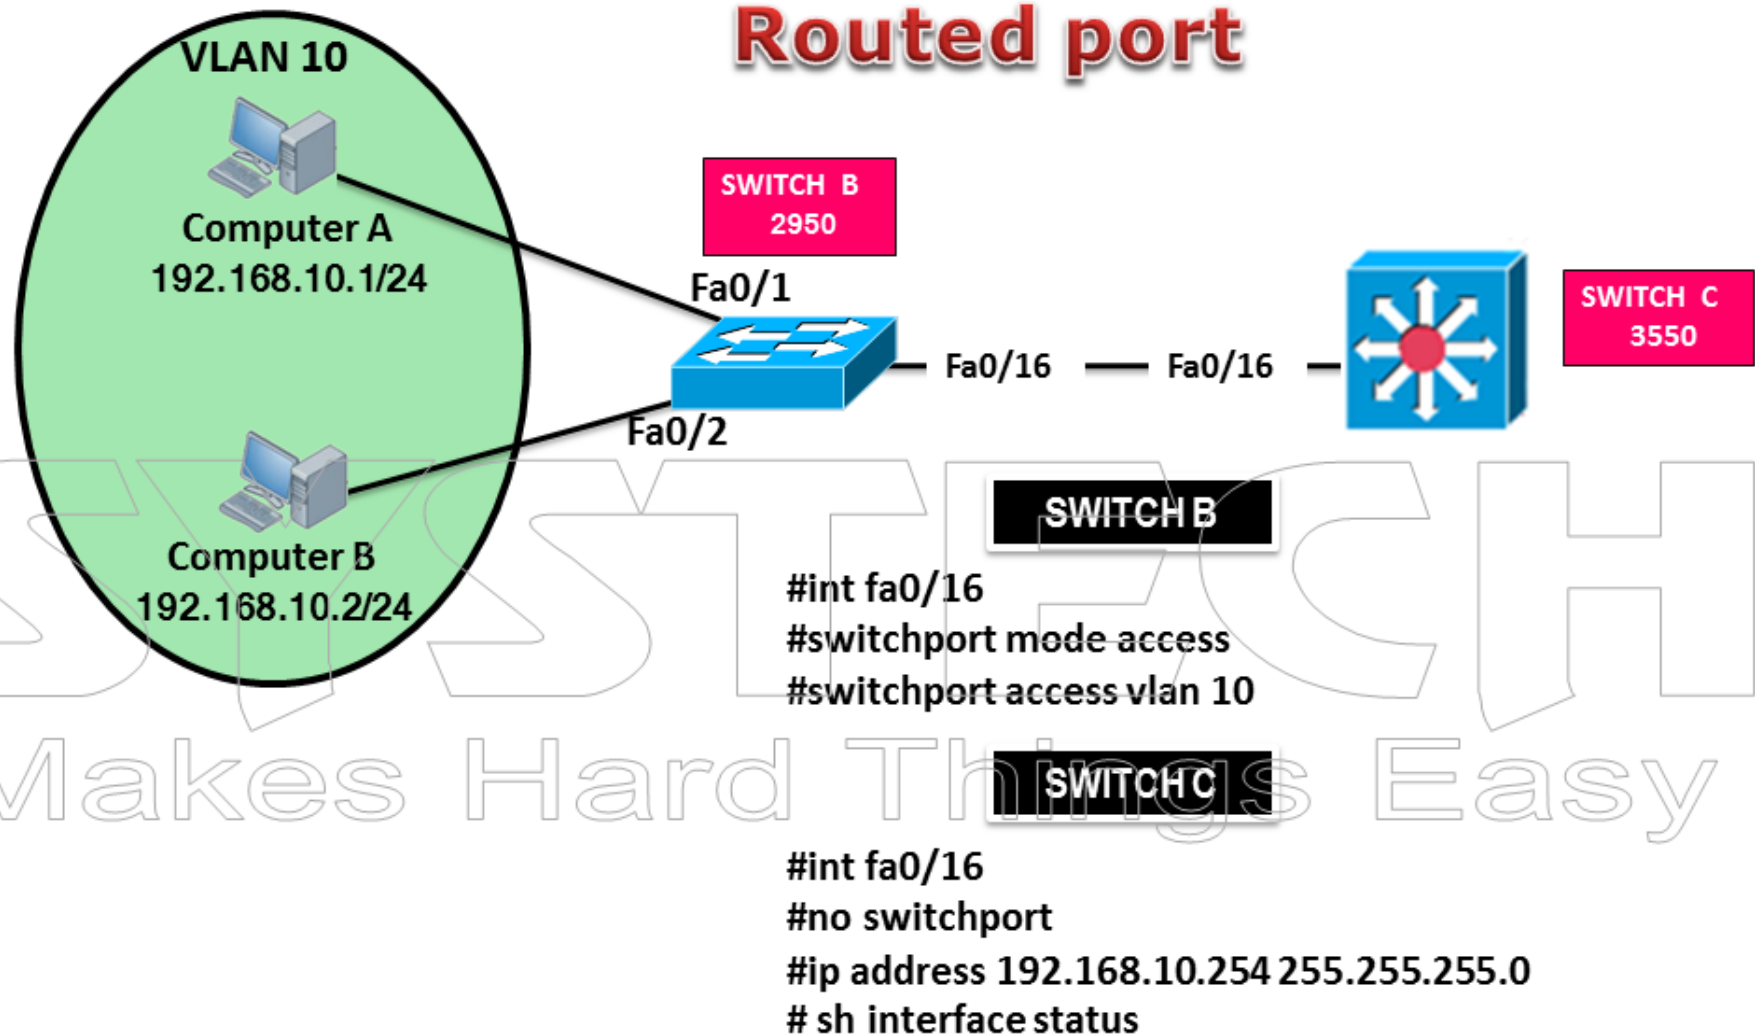 Routed port
VLAN 10
Computer A
192.168.10.1/24
Computer B
192.168.10.2/24
SWITCH B
2950
Fa0/1
Fa0/2
Fa0/16
Fa0/16
SWITCH C
3550
SWITCH B
#int fa0/16
#switchport mode access
#switchport access vlan 10
SWITCH C
#int fa0/16
#no switchport
#ip address 192.168.10.254 255.255.255.0
# sh interface status
SYSTECH
Makes Hard Things Easy